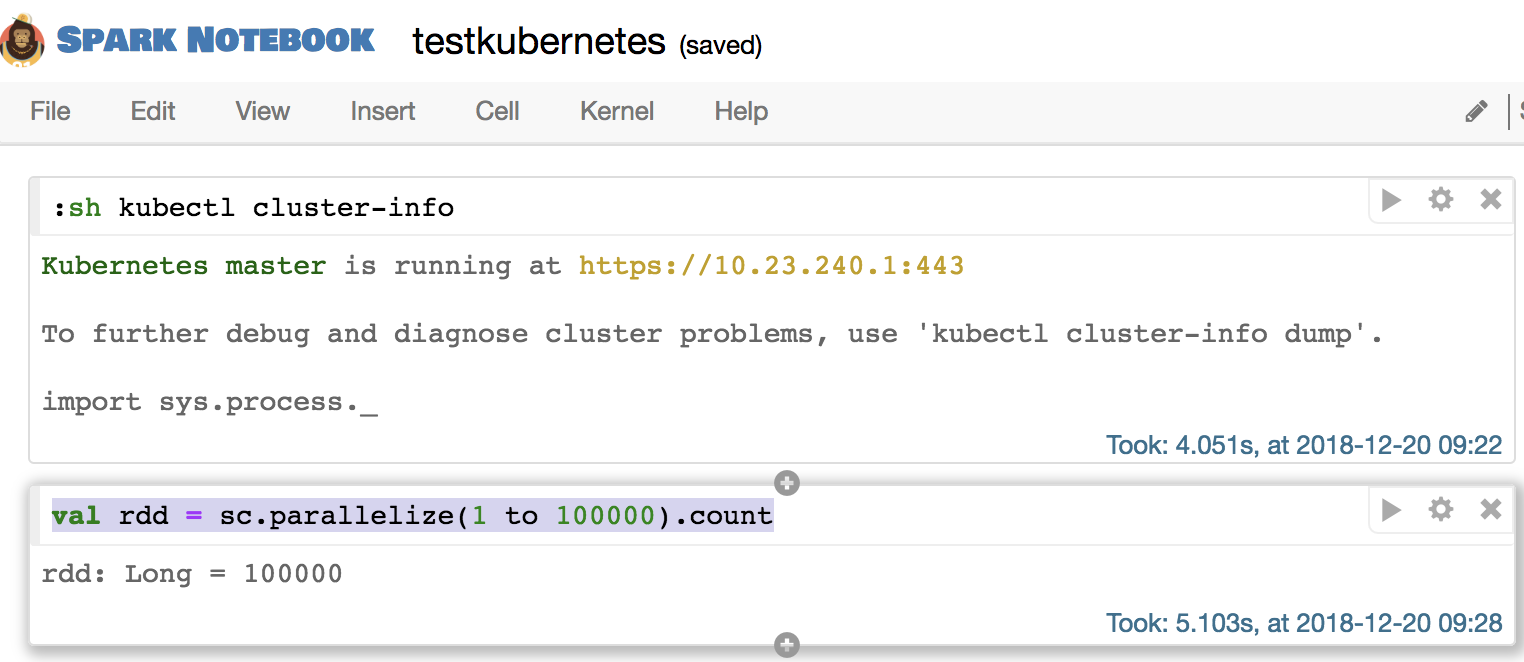 SPARK NOTEBOOK testkubernetes (saved)
File Edit View Insert Cell Kernel Help
:sh kubectl cluster-info
Kubernetes master is running at https://10.23.240.1:443
To further debug and diagnose cluster problems, use 'kubectl cluster-info dump'.
import sys.process._
Took: 4.051s, at 2018-12-20 09:22
val rdd = sc.parallelize(1 to 100000).count
rdd: Long = 100000
Took: 5.103s, at 2018-12-20 09:28